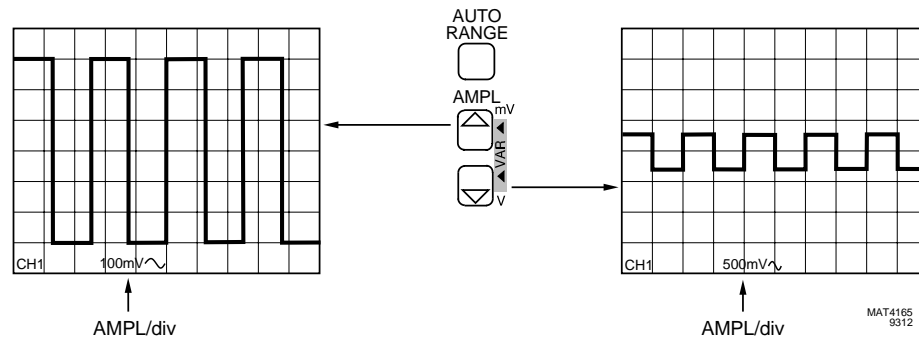 AUTO
RANGE
AMPL
mV
VAR
V
CH1 100mV
AMPL/div
CH1 500mV
AMPL/div
MAT4165
9312